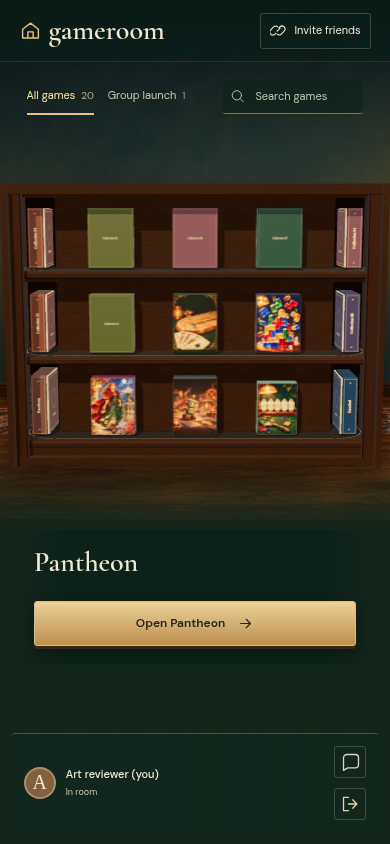 gameroom
Invite friends
All games 20
Group launch 1
Search games
Pantheon
Open Pantheon
A
Art reviewer (you)
In room